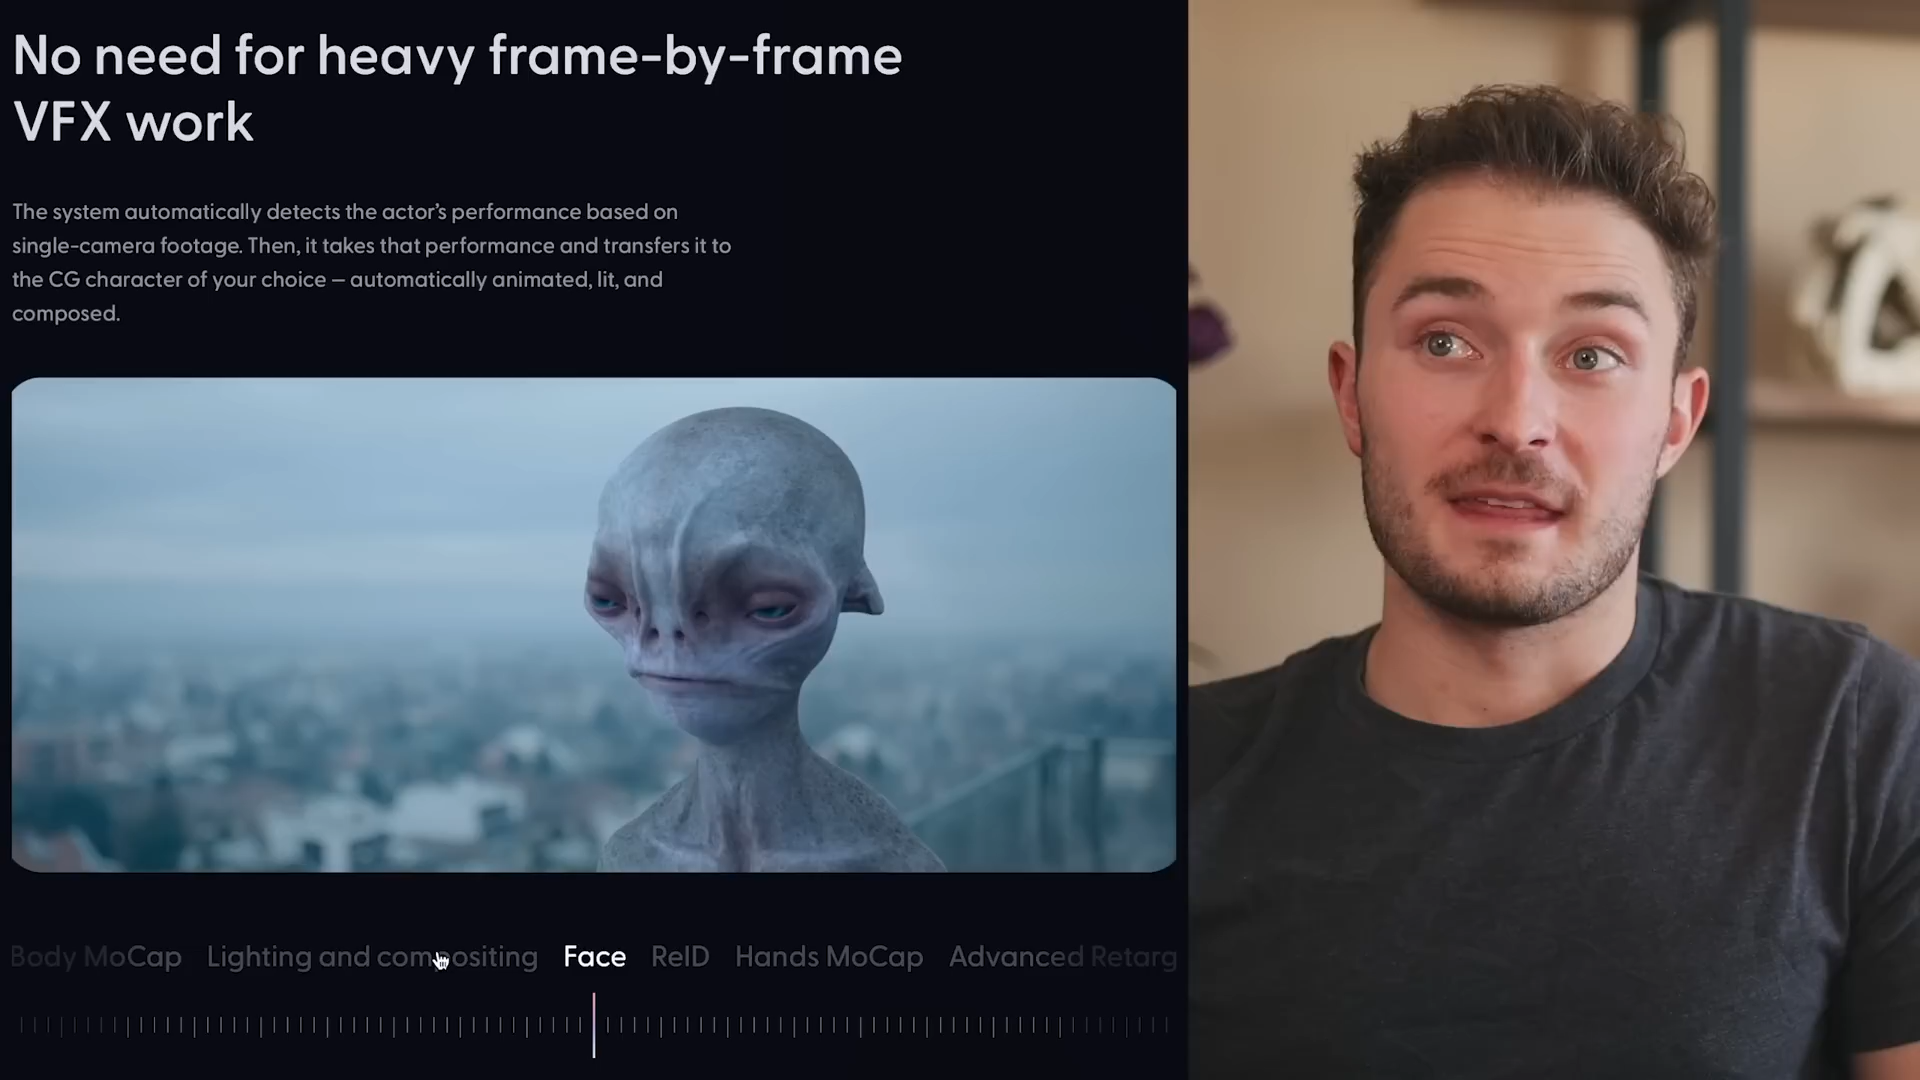 No need for heavy frame-by-frame
VFX work
The system automatically detects the actor’s performance based on
single-camera footage. Then, it takes that performance and transfers it to
the CG character of your choice – automatically animated, lit, and
composed.
Body MoCap Lighting and compositing Face ReID Hands MoCap Advanced Retarg